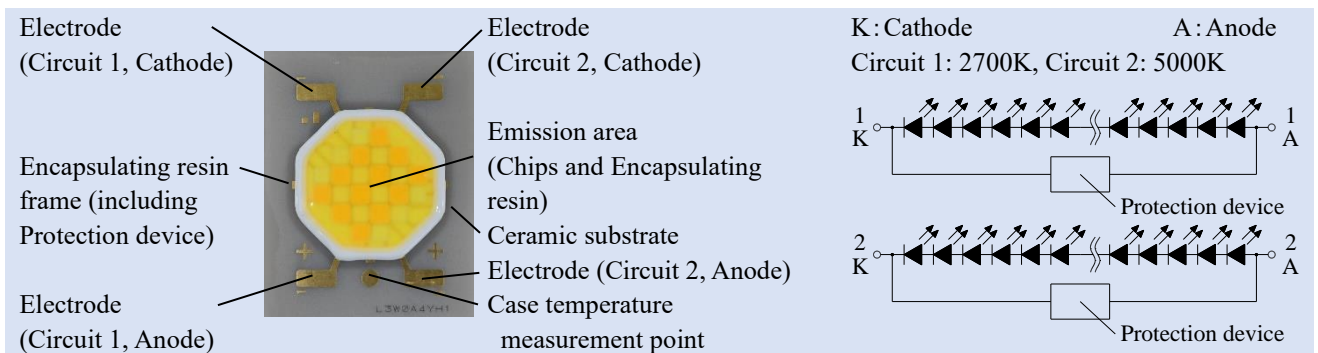 Electrode
(Circuit 1, Cathode)
Encapsulating resin
frame (including
Protection device)
Electrode
(Circuit 1, Anode)
L3W0A4YH1
Electrode
(Circuit 2, Cathode)
Emission area
(Chips and Encapsulating
resin)
Ceramic substrate
Electrode (Circuit 2, Anode)
Case temperature
measurement point
K : Cathode A : Anode
Circuit 1: 2700K, Circuit 2: 5000K
1 1
K A
Protection device
2 2
K A
Protection device